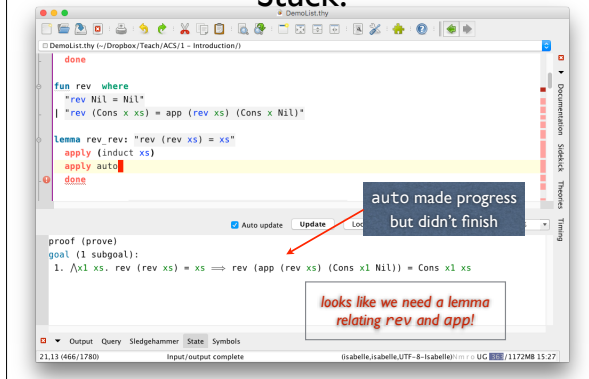 Stuck!
DemoList.thy
DemoList.thy (~/Dropbox/Teach/ACS/1 – Introduction/)
done
fun rev where
"rev Nil = Nil"
| "rev (Cons x xs) = app (rev xs) (Cons x Nil)"
lemma rev_rev: "rev (rev xs) = xs"
apply (induct xs)
apply auto
done
Documentation
Sidekick
Theories
Timing
auto made progress
but didn't finish
Auto update Update
proof (prove)
goal (1 subgoal):
1. ⋀x1 xs. rev (rev xs) = xs ⟹ rev (app (rev xs) (Cons x1 Nil)) = Cons x1 xs
looks like we need a lemma
relating rev and app!
Output Query Sledgehammer State Symbols
21,13 (466/1780) Input/output complete (isabelle,isabelle,UTF-8-Isabelle) UG 361/1172MB 15:27